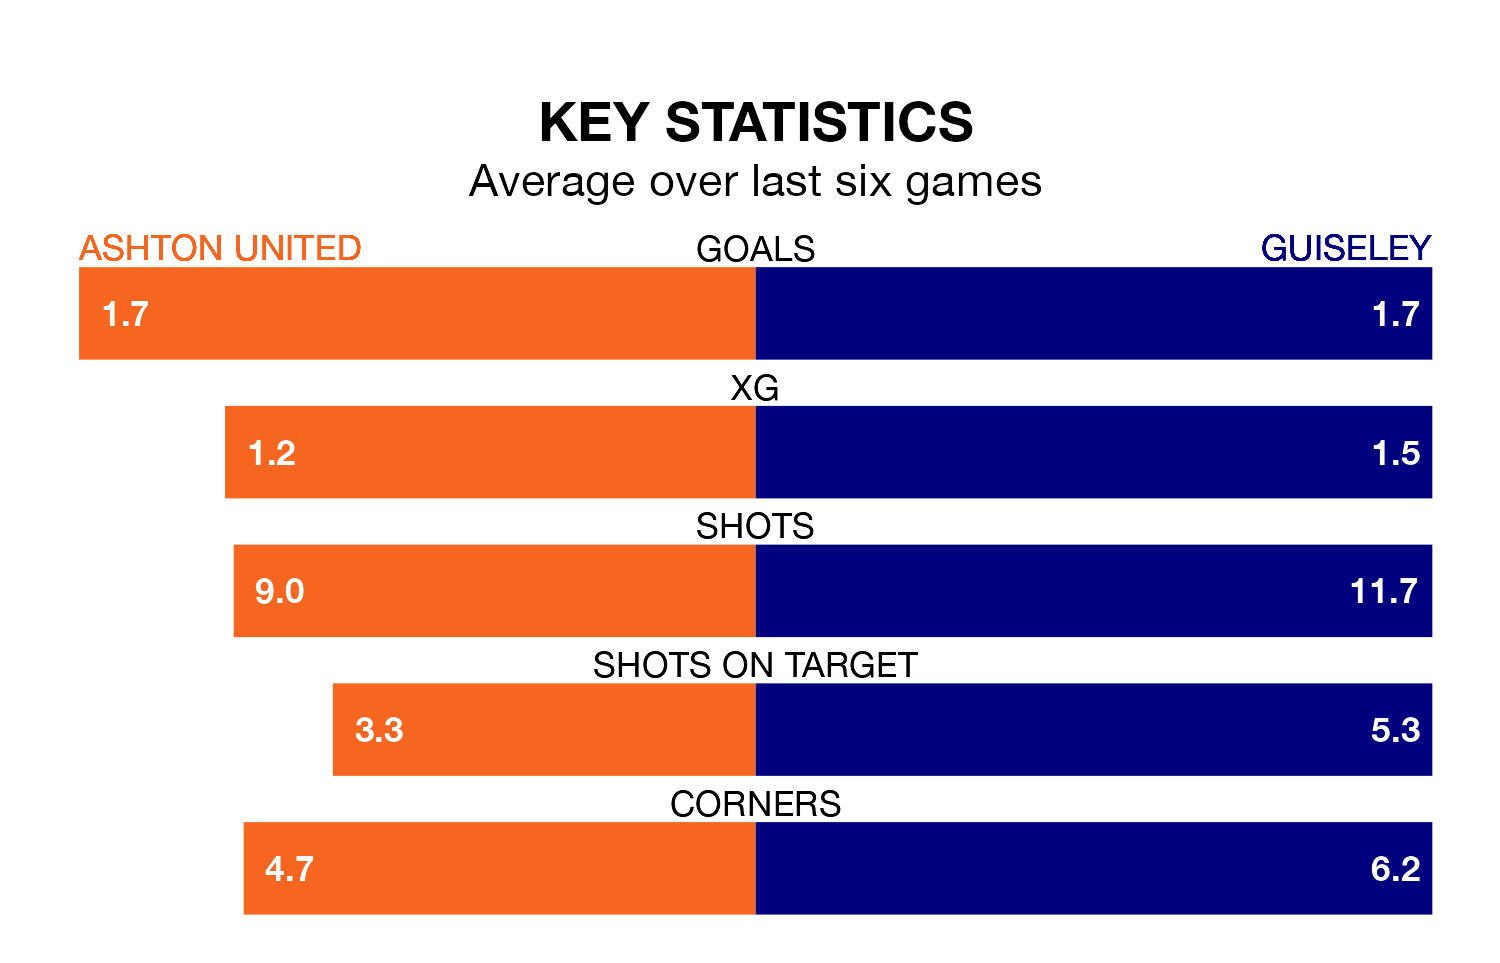 KEY STATISTICS
Average over last six games
ASHTON UNITED GOALS GUISELEY
1.7 1.7
XG
1.2 1.5
SHOTS
9.0 11.7
SHOTS ON TARGET
3.3 5.3
CORNERS
4.7 6.2